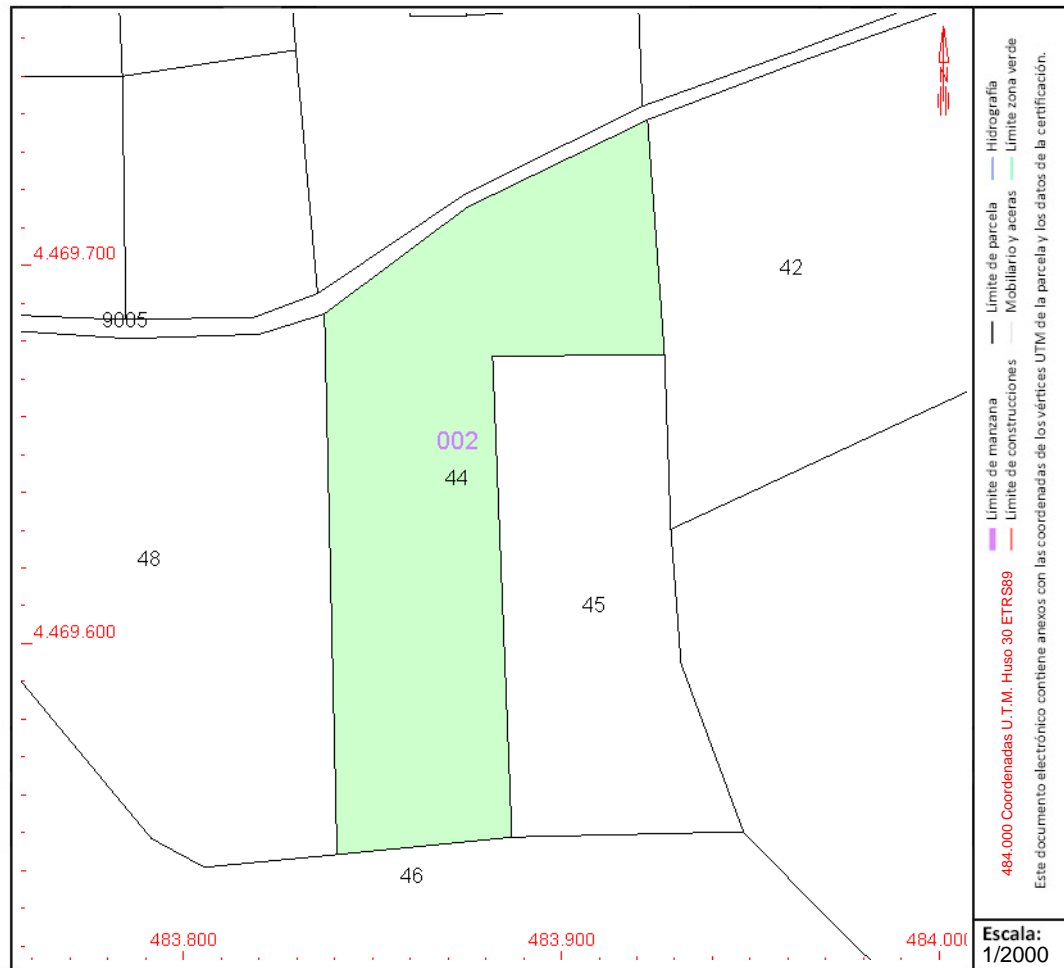 4.469.700
42
9005
002
44
48
45
4.469.600
46
483.800
483.900
484.00
N
Límite de manzana
Límite de parcela
Hidrografía
Límite de construcciones
Mobiliario y aceras
Límite zona verde
484.000 Coordenadas U.T.M. Huso 30 ETRS89
Este documento electrónico contiene anexos con las coordenadas de los vértices UTM de la parcela y los datos de la certificación.
Escala:
1/2000